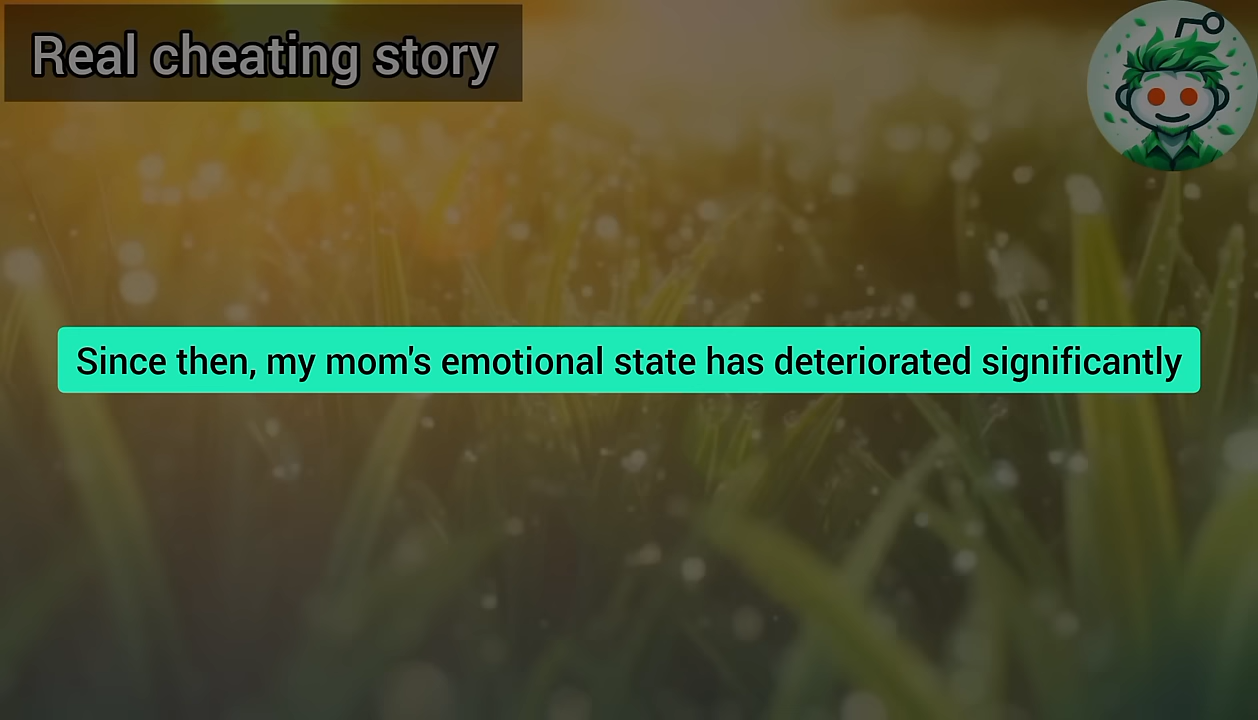 Real cheating story
Since then, my mom's emotional state has deteriorated significantly